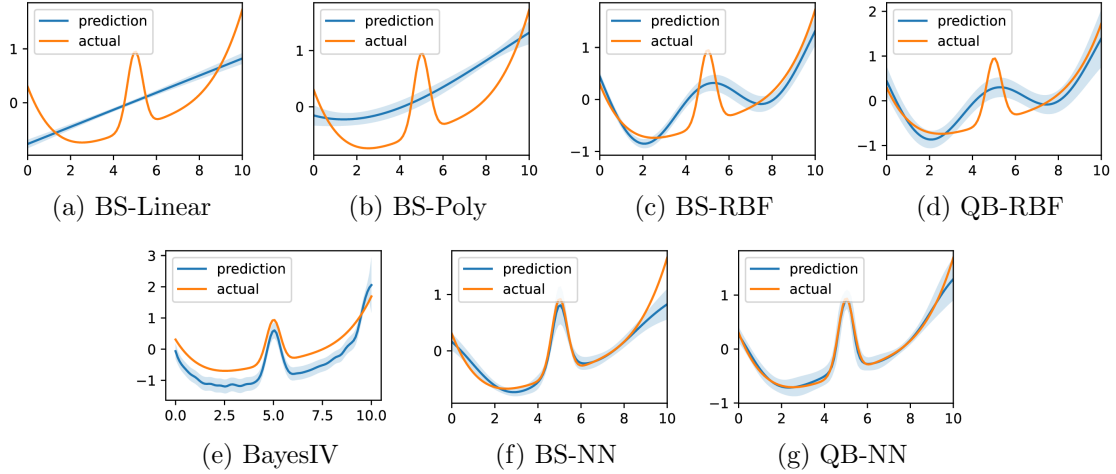 prediction
actual
1
0
0 2 4 6 8 10
(a) BS-Linear
prediction
actual
1
0
0 2 4 6 8 10
(b) BS-Poly
prediction
actual
1
0
−1
0 2 4 6 8 10
(c) BS-RBF
prediction
actual
2
1
0
−1
0 2 4 6 8 10
(d) QB-RBF
prediction
actual
3
2
1
0
−1
0.0 2.5 5.0 7.5 10.0
(e) BayesIV
prediction
actual
1
0
0 2 4 6 8 10
(f) BS-NN
prediction
actual
1
0
−1
0 2 4 6 8 10
(g) QB-NN